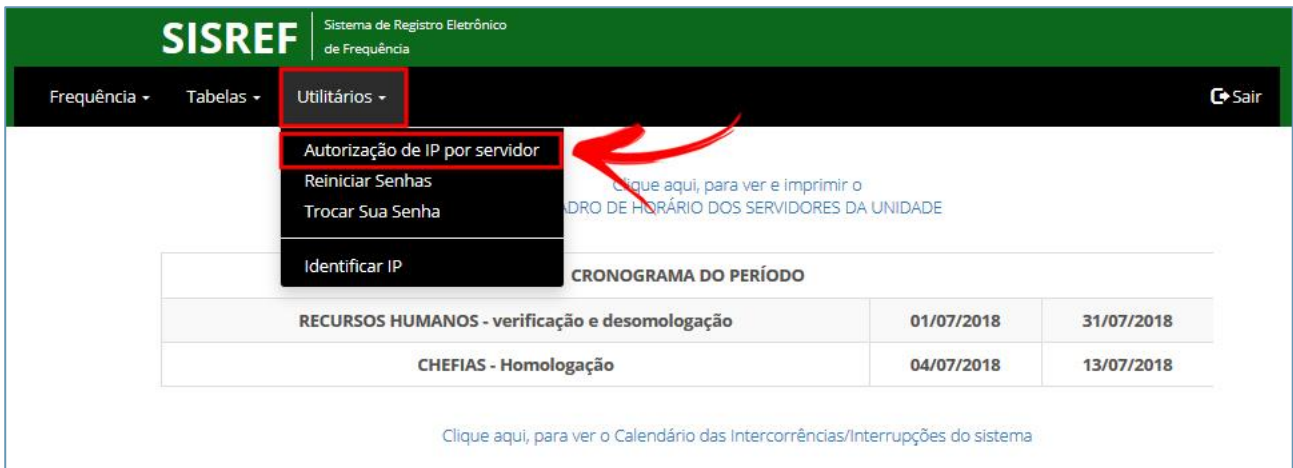 SISREF
Sistema de Registro Eletrônico
de Frequência
Frequência
Tabelas
Utilitários
Sair
Autorização de IP por servidor
Reiniciar Senhas
Trocar Sua Senha
Identificar IP
Clique aqui, para ver e imprimir o
DE HORÁRIO DOS SERVIDORES DA UNIDADE
CRONOGRAMA DO PERÍODO
RECURSOS HUMANOS - verificação e desomologação 01/07/2018 31/07/2018
CHEFIAS - Homologação 04/07/2018 13/07/2018
Clique aqui, para ver o Calendário das Intercorrências/Interrupções do sistema